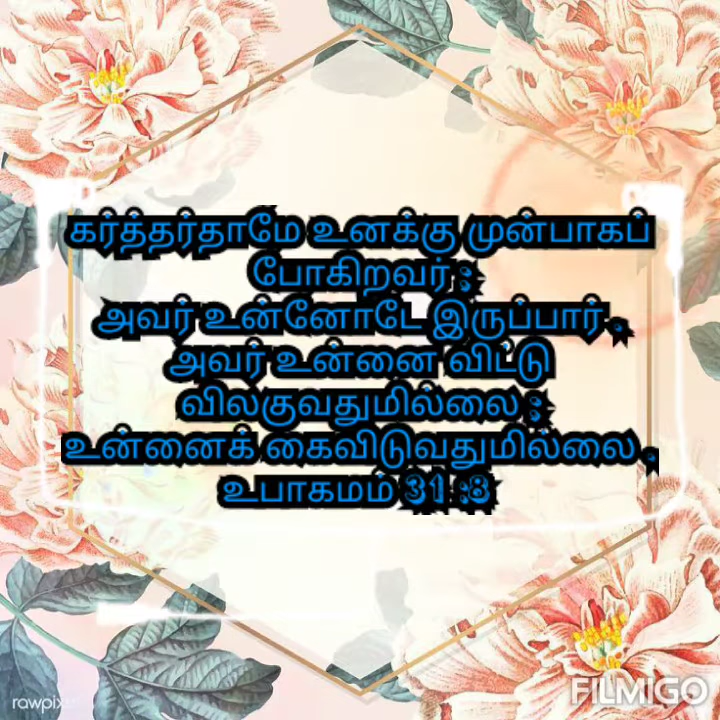 கர்த்தர்தாமே உனக்கு முன்பாகப்
போகிறவர் ;
அவர் உன்னோடே இருப்பார் ,
அவர் உன்னை விட்டு
விலகுவதுமில்லை ;
உன்னைக் கைவிடுவதுமில்லை ,
உபாகமம் 31 :8
FILMIGO